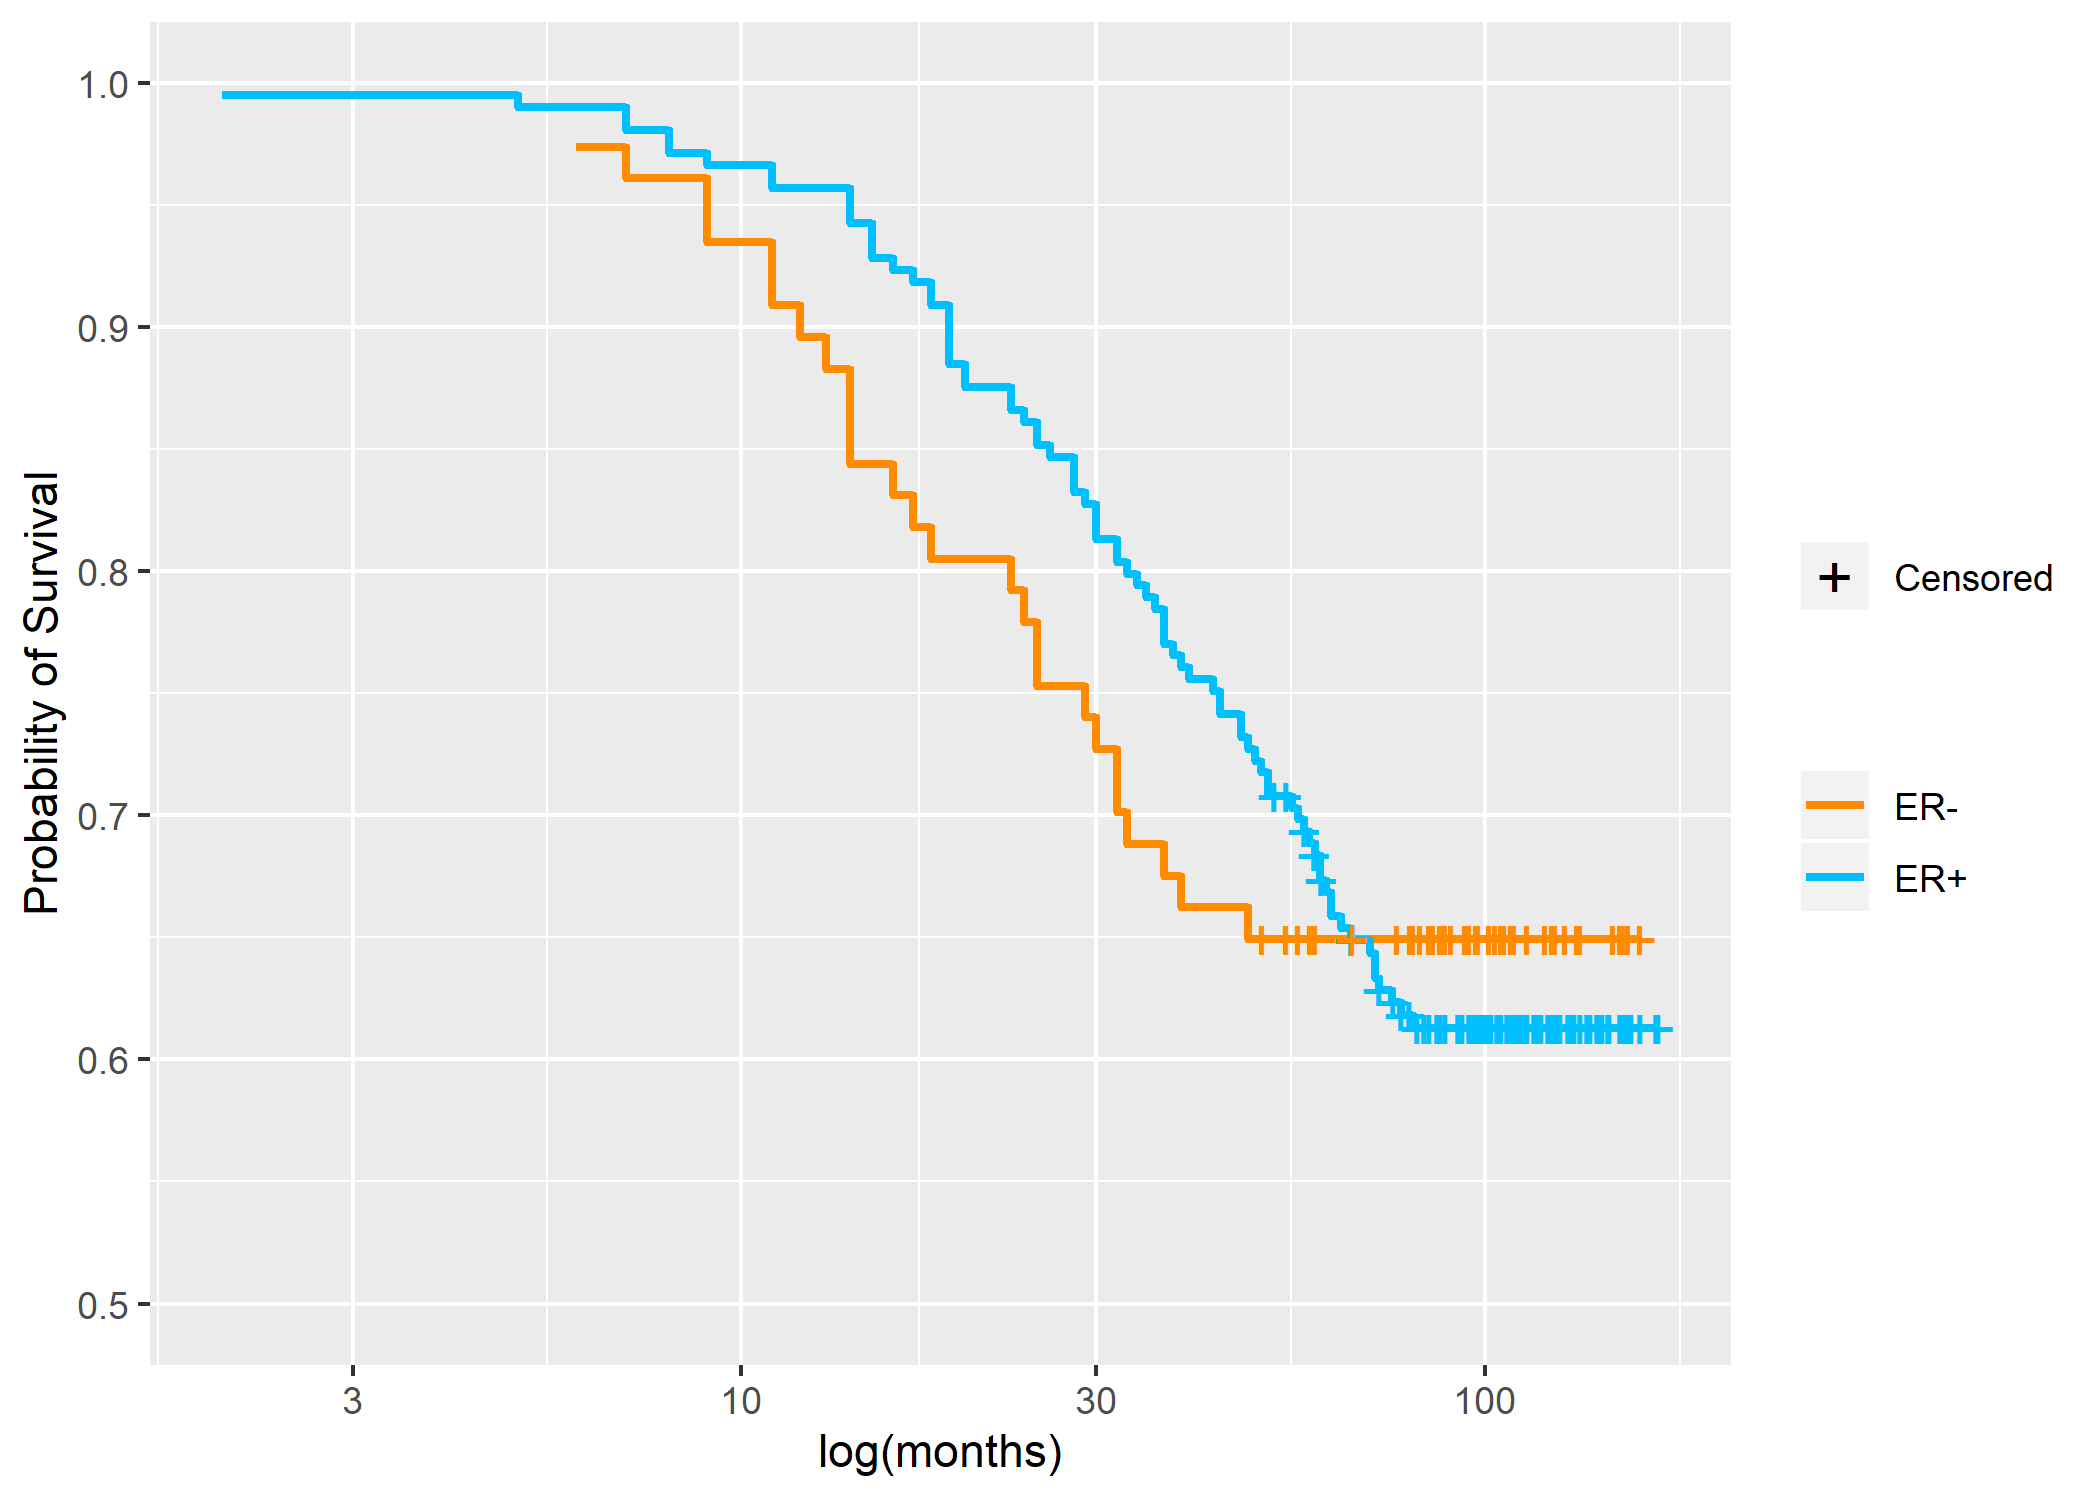 Probability of Survival
1.0
0.9
0.8
0.7
0.6
0.5
3
10
30
100
log(months)
Censored
ER-
ER+